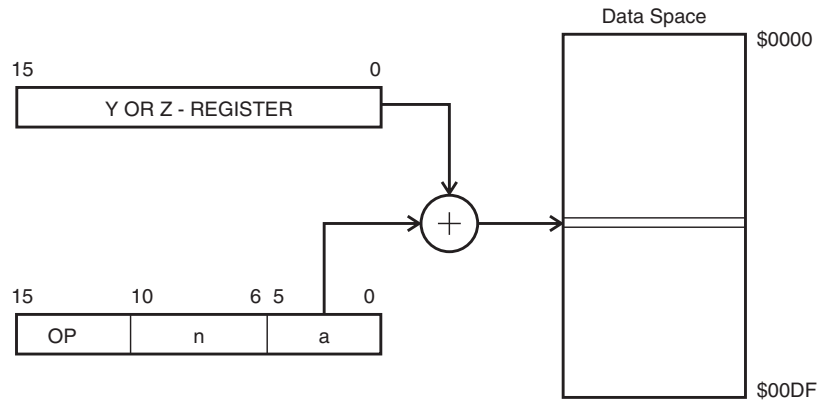 Data Space
$0000
15 0
Y OR Z - REGISTER
15 10 6 5 0
OP n a
$00DF